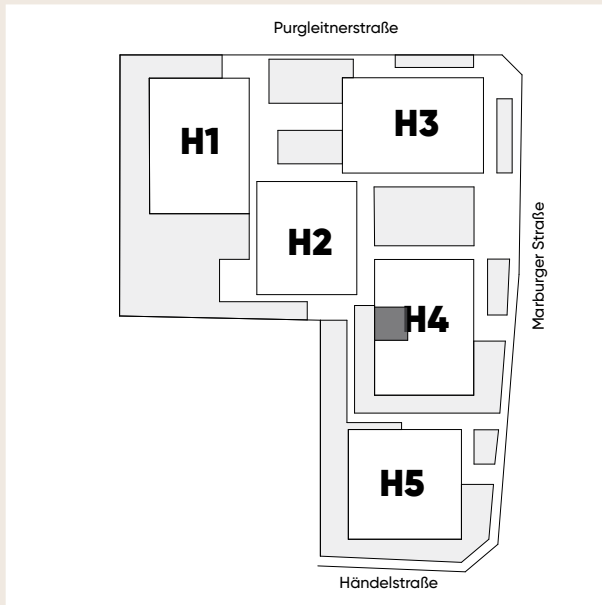 Purgleitnerstraße
H1
H3
H2
Marburger Straße
H4
H5
Händelstraße